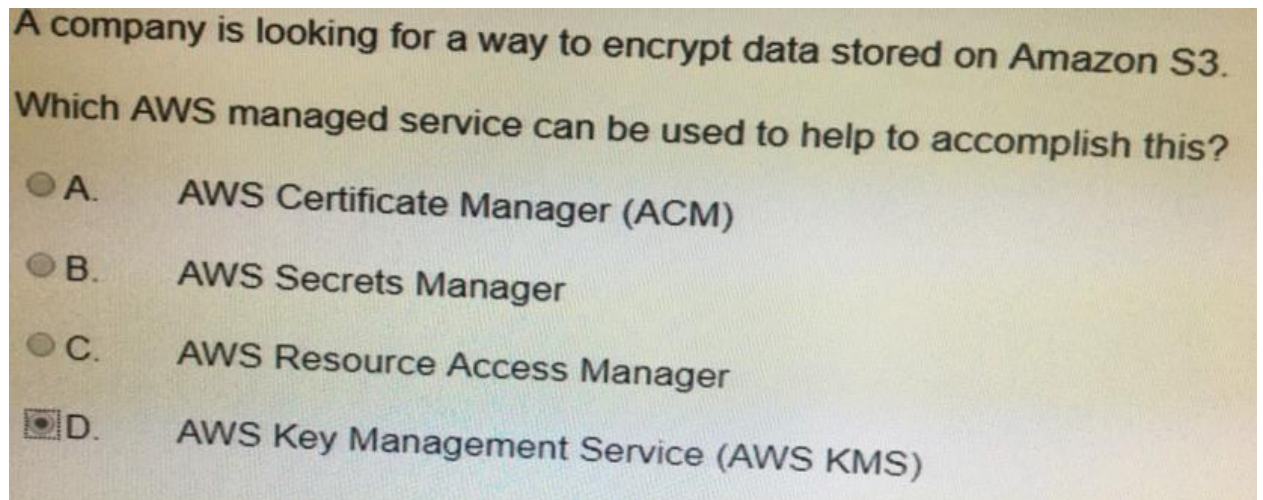 A company is looking for a way to encrypt data stored on Amazon S3.
Which AWS managed service can be used to help to accomplish this?
A. AWS Certificate Manager (ACM)
B. AWS Secrets Manager
C. AWS Resource Access Manager
D. AWS Key Management Service (AWS KMS)